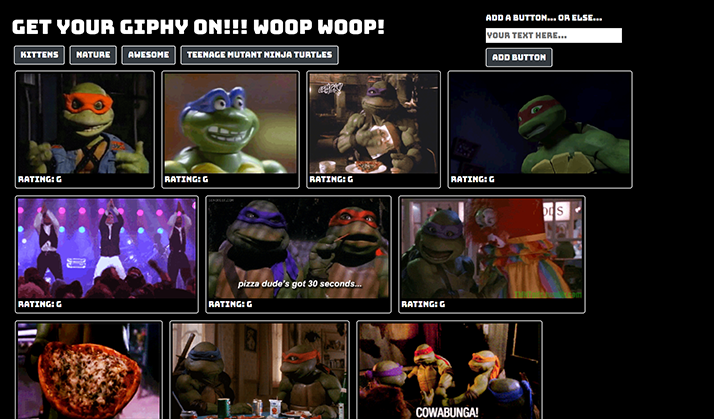 GET YOUR GIPHY ON!!! WOOP WOOP!
ADD A BUTTON... OR ELSE...
YOUR TEXT HERE...
ADD BUTTON
KITTENS
NATURE
AWESOME
TEENAGE MUTANT NINJA TURTLES
RATING: G
RATING: G
RATING: G
RATING: G
pizza dude's got 30 seconds...
RATING: G
RATING: G
RATING: G
COWABUNGA!